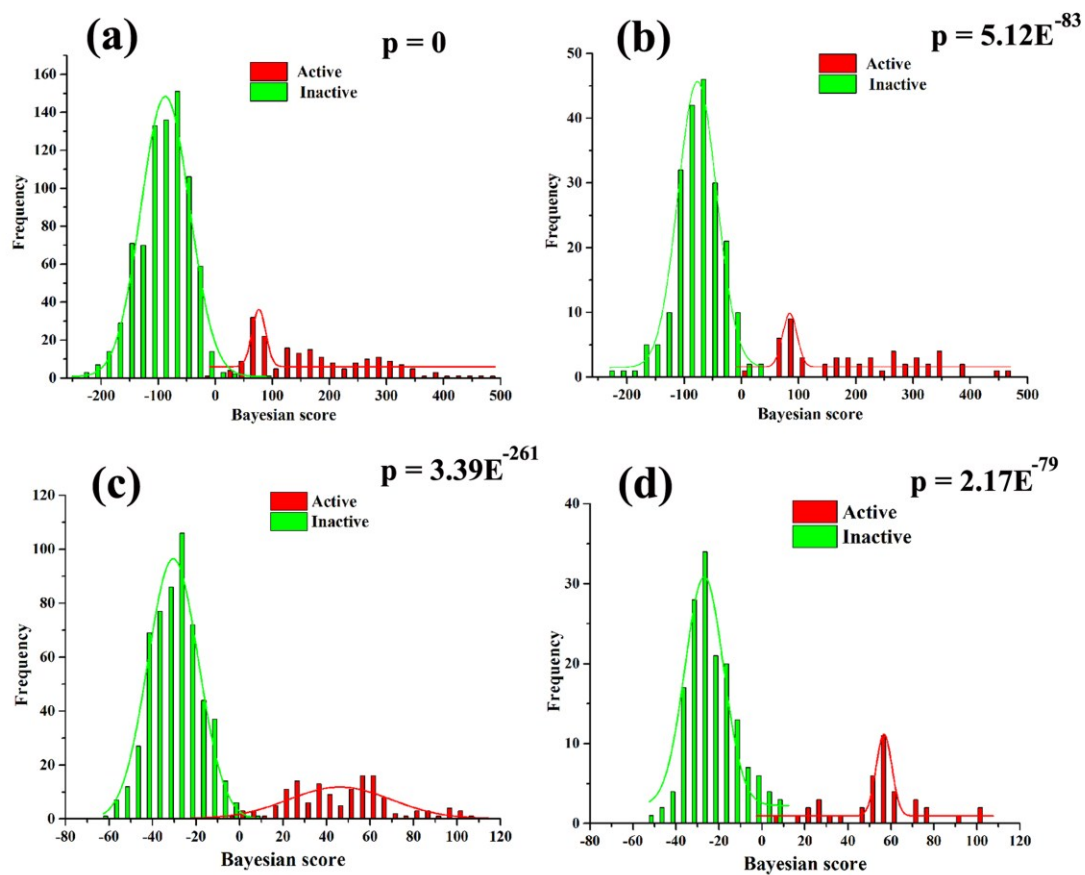 (a)
p = 0
Active
Inactive
Frequency
160
140
120
100
80
60
40
20
0
-200 -100 0 100 200 300 400 500
Bayesian score
(b)
p = 5.12E-83
Active
Inactive
Frequency
50
40
30
20
10
0
-200 -100 0 100 200 300 400 500
Bayesian score
(c)
p = 3.39E-261
Active
Inactive
Frequency
120
100
80
60
40
20
0
-80 -60 -40 -20 0 20 40 60 80 100 120
Bayesian score
(d)
p = 2.17E-79
Active
Inactive
Frequency
40
30
20
10
0
-80 -60 -40 -20 0 20 40 60 80 100 120
Bayesian score